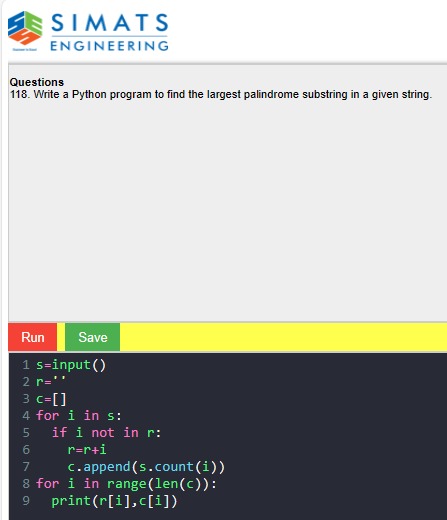 SIMATS
ENGINEERING
Questions
118. Write a Python program to find the largest palindrome substring in a given string.
Run Save
1 s=input()
2 r=''
3 c=[]
4 for i in s:
5   if i not in r:
6     r=r+i
7     c.append(s.count(i))
8 for i in range(len(c)):
9   print(r[i],c[i])